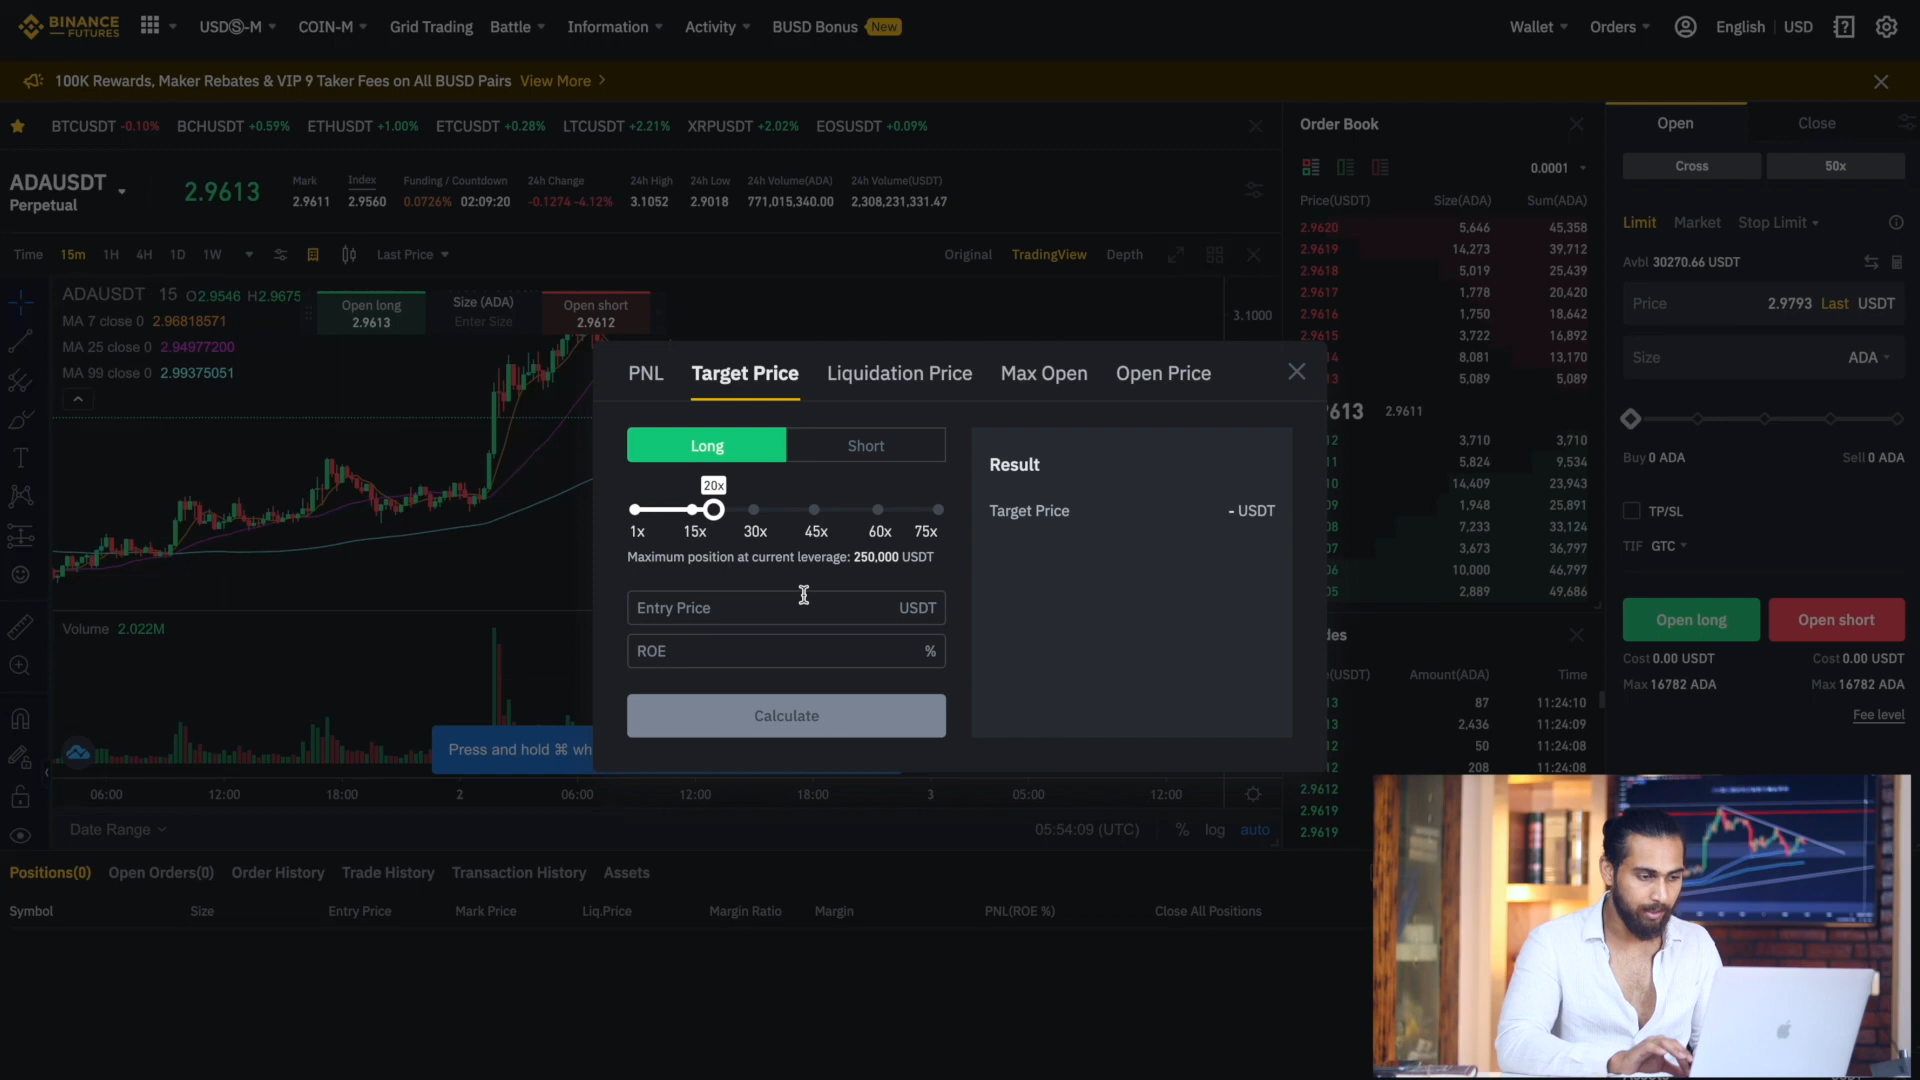 BINANCE
FUTURES
USDⓈ-M
COIN-M
Grid Trading
Battle
Information
Activity
BUSD Bonus New
Wallet
Orders
English | USD
100K Rewards, Maker Rebates & VIP 9 Taker Fees on All BUSD Pairs View More >
BTCUSDT -0.10% BCHUSDT +0.59% ETHUSDT +1.00% ETCUSDT +0.28% LTCUSDT +2.21% XRPUSDT +2.02% EOSUSDT +0.09%
ADAUSDT
Perpetual
2.9613
Mark
2.9611
Index
2.9560
Funding / Countdown
0.0726% 02:09:20
24h Change
-0.1274 -4.12%
24h High
3.1052
24h Low
2.9018
24h Volume(ADA)
771,015,340.00
24h Volume(USDT)
2,308,231,331.47
Time 15m 1H 4H 1D 1W
Last Price
Original TradingView Depth
ADAUSDT 15 O2.9546 H2.9675
MA 7 close 0 2.96818571
MA 25 close 0 2.94977200
MA 99 close 0 2.99375051
Open long
2.9613
Size (ADA)
Enter Size
Open short
2.9612
3.1000
Volume 2.022M
Press and hold ⌘ wh
06:00 12:00 18:00 2 06:00 12:00 18:00 3 05:00 12:00
Date Range
05:54:09 (UTC) % log auto
PNL Target Price Liquidation Price Max Open Open Price
Long Short
20x
1x 15x 30x 45x 60x 75x
Maximum position at current leverage: 250,000 USDT
Entry Price USDT
ROE %
Calculate
Result
Target Price - USDT
Order Book
0.0001
Price(USDT) Size(ADA) Sum(ADA)
2.9620 5,646 45,358
2.9619 14,273 39,712
2.9618 5,019 25,439
2.9617 1,778 20,420
2.9616 1,750 18,642
2.9615 3,722 16,892
14 8,081 13,170
13 5,089 5,089
613 2.9611
12 3,710 3,710
11 5,824 9,534
10 14,409 23,943
09 1,948 25,891
08 7,233 33,124
07 3,673 36,797
06 10,000 46,797
05 2,889 49,686
des
(USDT) Amount(ADA) Time
13 87 11:24:10
13 2,436 11:24:09
12 50 11:24:08
12 208 11:24:08
2.9612
2.9619
2.9619
Open Close
Cross 50x
Limit Market Stop Limit
Avbl 30270.66 USDT
Price 2.9793 Last USDT
Size ADA
Buy 0 ADA Sell 0 ADA
TP/SL
TIF GTC
Open long Open short
Cost 0.00 USDT Cost 0.00 USDT
Max 16782 ADA Max 16782 ADA
Fee level
Positions(0) Open Orders(0) Order History Trade History Transaction History Assets
Symbol Size Entry Price Mark Price Liq.Price Margin Ratio Margin PNL(ROE %) Close All Positions